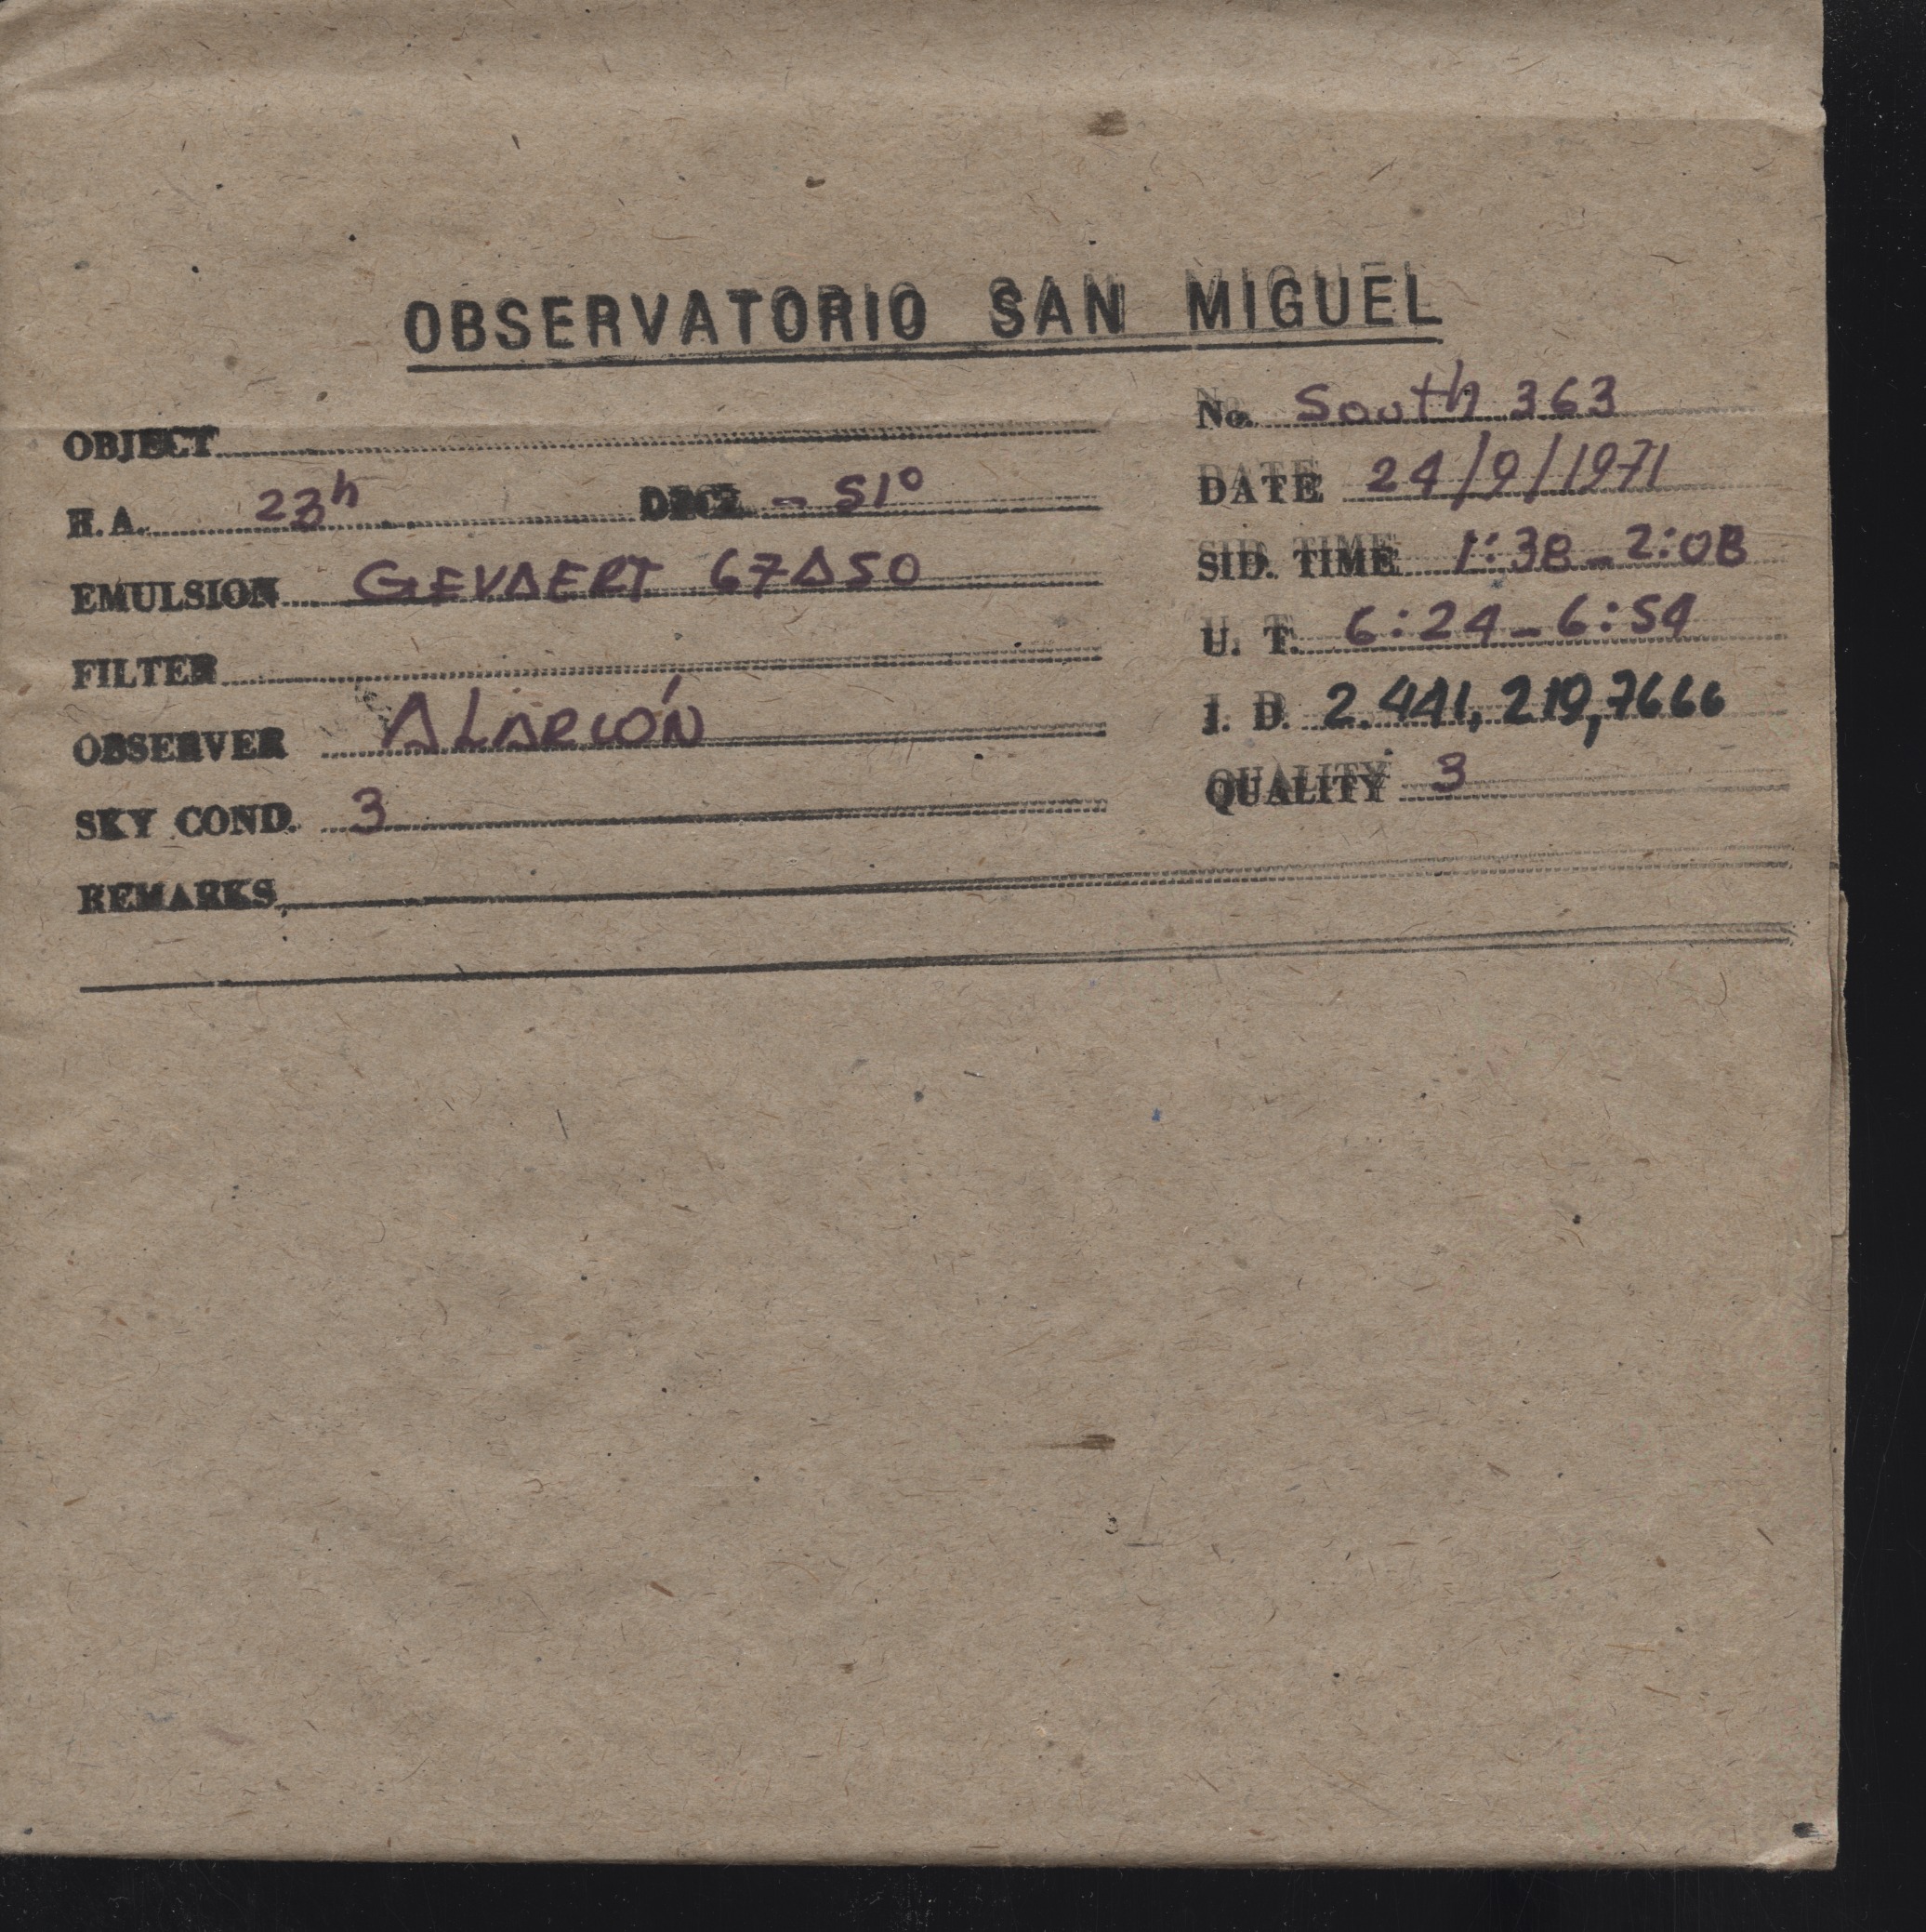 OBSERVATORIO SAN MIGUEL
No. South 363
OBJECT
DATE 24/9/1971
H.A. 23h DECL - 51°
SID. TIME 1:38-2:08
EMULSION GEVAERT 67A50
U. T. 6:24-6:54
FILTER
J. D. 2.441,219,7666
OBSERVER ALARCÓN
QUALITY 3
SKY COND. 3
REMARKS